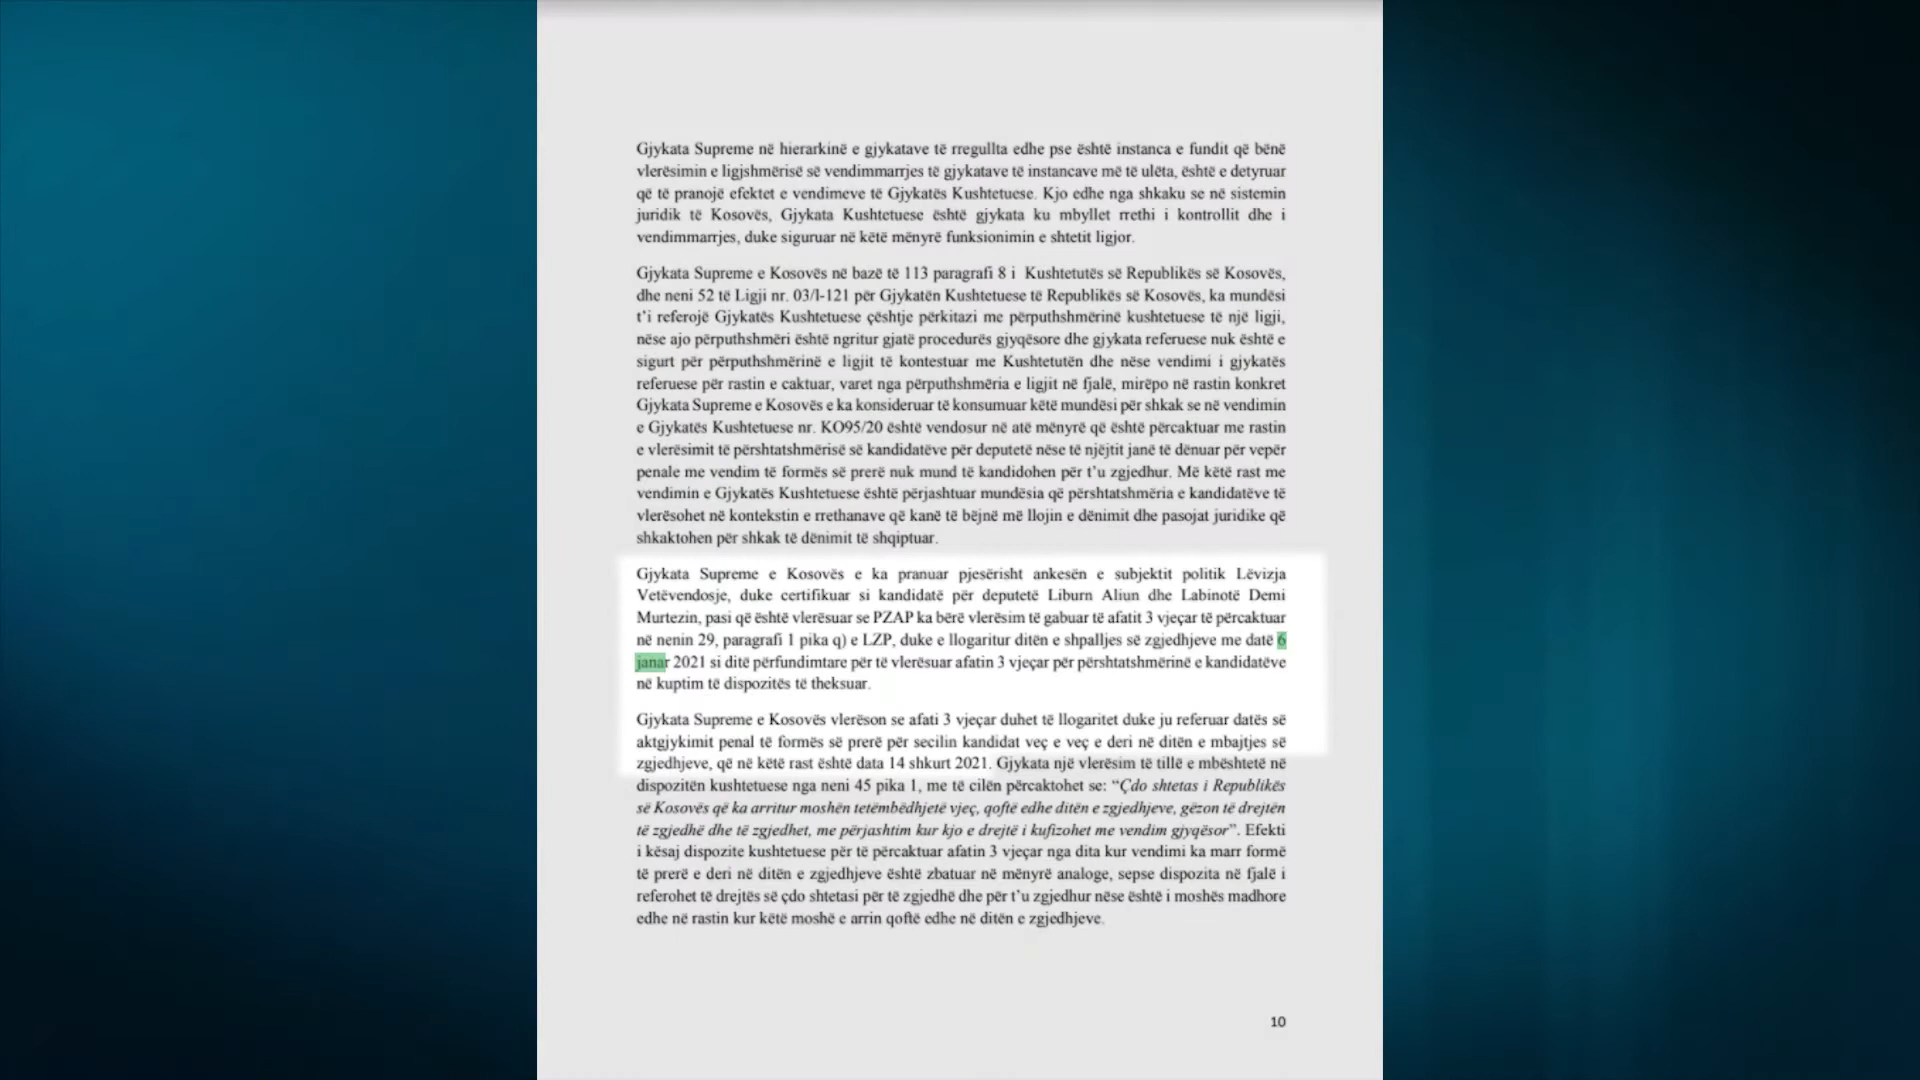 Gjykata Supreme në hierarkinë e gjykatave të rregullta edhe pse është instanca e fundit që bënë
vlerësimin e ligjshmërisë së vendimmarrjes të gjykatave të instancave më të ulëta, është e detyruar
që të pranojë efektet e vendimeve të Gjykatës Kushtetuese. Kjo edhe nga shkaku se në sistemin
juridik të Kosovës, Gjykata Kushtetuese është gjykata ku mbyllet rrethi i kontrollit dhe i
vendimmarrjes, duke siguruar në këtë mënyrë funksionimin e shtetit ligjor.
Gjykata Supreme e Kosovës në bazë të 113 paragrafi 8 i Kushtetutës së Republikës së Kosovës,
dhe neni 52 të Ligji nr. 03/l-121 për Gjykatën Kushtetuese të Republikës së Kosovës, ka mundësi
t’i referojë Gjykatës Kushtetuese çështje përkitazi me përputhshmërinë kushtetuese të një ligji,
nëse ajo përputhshmëri është ngritur gjatë procedurës gjyqësore dhe gjykata referuese nuk është e
sigurt për përputhshmërinë e ligjit të kontestuar me Kushtetutën dhe nëse vendimi i gjykatës
referuese për rastin e caktuar, varet nga përputhshmëria e ligjit në fjalë, mirëpo në rastin konkret
Gjykata Supreme e Kosovës e ka konsideruar të konsumuar këtë mundësi për shkak se në vendimin
e Gjykatës Kushtetuese nr. KO95/20 është vendosur në atë mënyrë që është përcaktuar me rastin
e vlerësimit të përshtatshmërisë së kandidatëve për deputetë nëse të njëjtit janë të dënuar për vepër
penale me vendim të formës së prerë nuk mund të kandidohen për t’u zgjedhur. Më këtë rast me
vendimin e Gjykatës Kushtetuese është përjashtuar mundësia që përshtatshmëria e kandidatëve të
vlerësohet në kontekstin e rrethanave që kanë të bëjnë më llojin e dënimit dhe pasojat juridike që
shkaktohen për shkak të dënimit të shqiptuar.
Gjykata Supreme e Kosovës e ka pranuar pjesërisht ankesën e subjektit politik Lëvizja
Vetëvendosje, duke certifikuar si kandidatë për deputetë Liburn Aliun dhe Labinotë Demi
Murtezin, pasi që është vlerësuar se PZAP ka bërë vlerësim të gabuar të afatit 3 vjeçar të përcaktuar
në nenin 29, paragrafi 1 pika q) e LZP, duke e llogaritur ditën e shpalljes së zgjedhjeve me datë 6
janar 2021 si ditë përfundimtare për të vlerësuar afatin 3 vjeçar për përshtatshmërinë e kandidatëve
në kuptim të dispozitës të theksuar.
Gjykata Supreme e Kosovës vlerëson se afati 3 vjeçar duhet të llogaritet duke ju referuar datës së
aktgjykimit penal të formës së prerë për secilin kandidat veç e veç e deri në ditën e mbajtjes së
zgjedhjeve, që në këtë rast është data 14 shkurt 2021. Gjykata një vlerësim të tillë e mbështetë në
dispozitën kushtetuese nga neni 45 pika 1, me të cilën përcaktohet se: “Çdo shtetas i Republikës
së Kosovës që ka arritur moshën tetëmbëdhjetë vjeç, qoftë edhe ditën e zgjedhjeve, gëzon të drejtën
të zgjedhë dhe të zgjedhet, me përjashtim kur kjo e drejtë i kufizohet me vendim gjyqësor”. Efekti
i kësaj dispozite kushtetuese për të përcaktuar afatin 3 vjeçar nga dita kur vendimi ka marr formë
të prerë e deri në ditën e zgjedhjeve është zbatuar në mënyrë analoge, sepse dispozita në fjalë i
referohet të drejtës së çdo shtetasi për të zgjedhë dhe për t’u zgjedhur nëse është i moshës madhore
edhe në rastin kur këtë moshë e arrin qoftë edhe në ditën e zgjedhjeve.
10